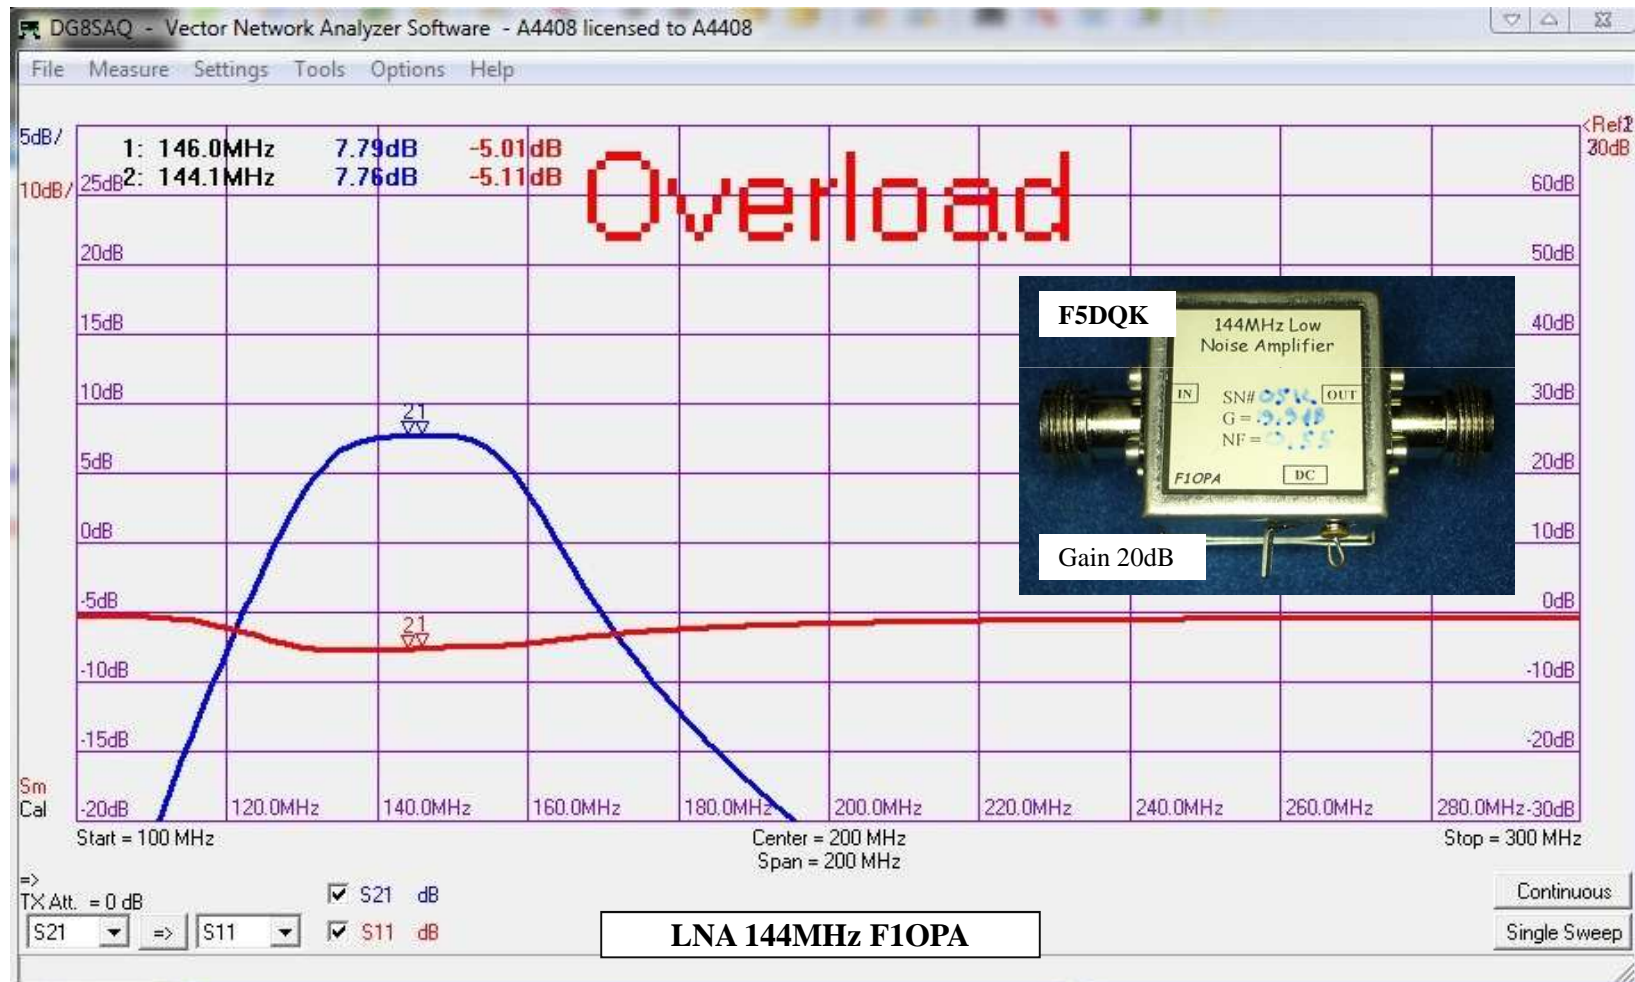 DG8SAQ - Vector Network Analyzer Software - A4408 licensed to A4408
File Measure Settings Tools Options Help
5dB/
10dB/
1: 146.0MHz 7.79dB -5.01dB
2: 144.1MHz 7.76dB -5.11dB
Overload
25dB
20dB
15dB
10dB
5dB
0dB
-5dB
-10dB
-15dB
-20dB
60dB
50dB
40dB
30dB
20dB
10dB
0dB
-10dB
-20dB
-30dB
21
21
F5DQK
144MHz Low
Noise Amplifier
IN
SN#
OUT
G =
NF =
F1OPA
DC
Gain 20dB
Sm
Cal
120.0MHz 140.0MHz 160.0MHz 180.0MHz 200.0MHz 220.0MHz 240.0MHz 260.0MHz 280.0MHz
Start = 100 MHz
Center = 200 MHz
Span = 200 MHz
Stop = 300 MHz
=>
TX Att. = 0 dB
S21 => S11
S21 dB
S11 dB
LNA 144MHz F1OPA
Continuous
Single Sweep